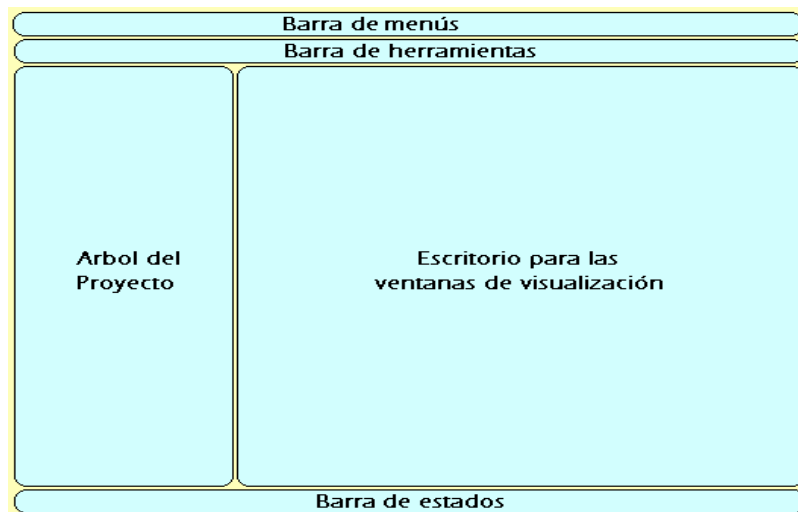 Barra de menús
Barra de herramientas
Arbol del
Proyecto
Escritorio para las
ventanas de visualización
Barra de estados